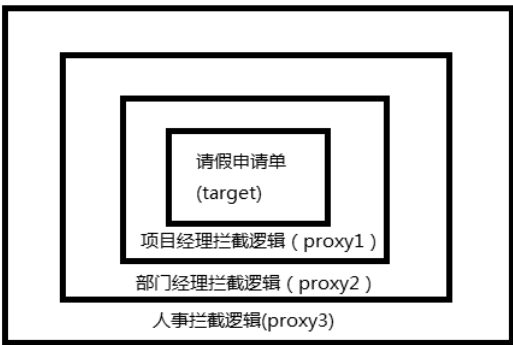 请假申请单
(target)
项目经理拦截逻辑（proxy1）
部门经理拦截逻辑（proxy2）
人事拦截逻辑(proxy3)